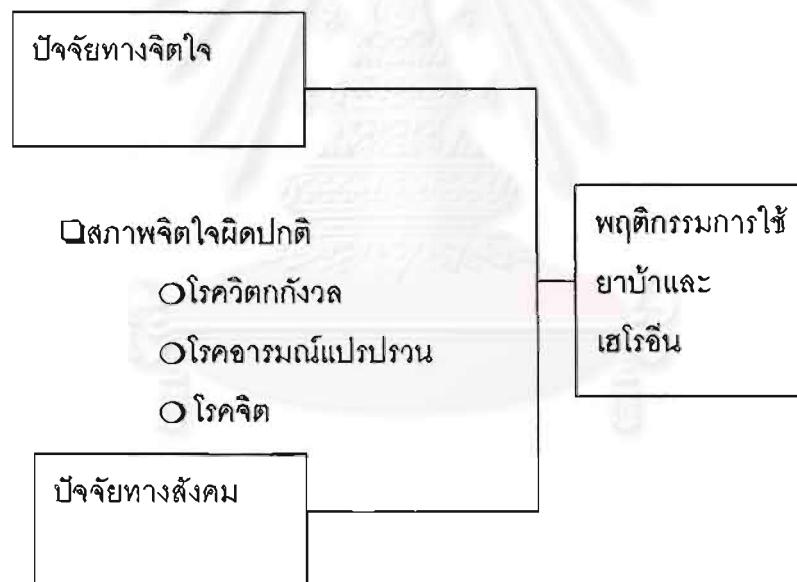 ปัจจัยทางจิตใจ
❑สภาพจิตใจผิดปกติ
❍โรควิตกกังวล
❍โรคอารมณ์แปรปรวน
❍ โรคจิต
ปัจจัยทางสังคม
พฤติกรรมการใช้
ยาบ้าและ
เฮโรอีน